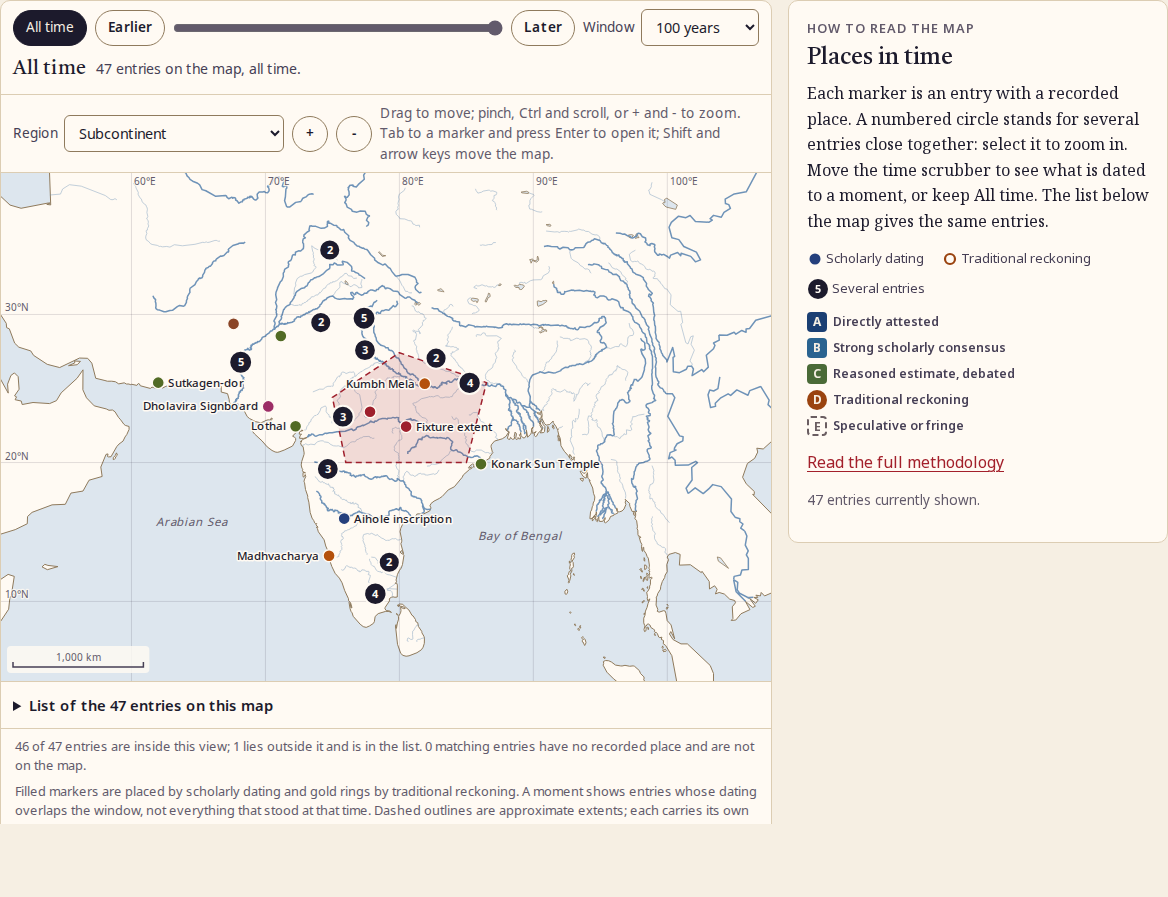 All time
Earlier
Later
Window
100 years
All time 47 entries on the map, all time.
Region
Subcontinent
+
-
Drag to move; pinch, Ctrl and scroll, or + and - to zoom.
Tab to a marker and press Enter to open it; Shift and
arrow keys move the map.
60°E
70°E
80°E
90°E
100°E
2
30°N
2
5
3
2
5
Sutkagen-dor
Kumbh Mela
4
Dholavira Signboard
3
Lothal
Fixture extent
20°N
3
Konark Sun Temple
Arabian Sea
Aihole inscription
Bay of Bengal
Madhvacharya
2
10°N
4
1,000 km
List of the 47 entries on this map
46 of 47 entries are inside this view; 1 lies outside it and is in the list. 0 matching entries have no recorded place and are not
on the map.
Filled markers are placed by scholarly dating and gold rings by traditional reckoning. A moment shows entries whose dating
overlaps the window, not everything that stood at that time. Dashed outlines are approximate extents; each carries its own
HOW TO READ THE MAP
Places in time
Each marker is an entry with a recorded
place. A numbered circle stands for several
entries close together: select it to zoom in.
Move the time scrubber to see what is dated
to a moment, or keep All time. The list below
the map gives the same entries.
Scholarly dating
Traditional reckoning
5 Several entries
A Directly attested
B Strong scholarly consensus
C Reasoned estimate, debated
D Traditional reckoning
E Speculative or fringe
Read the full methodology
47 entries currently shown.